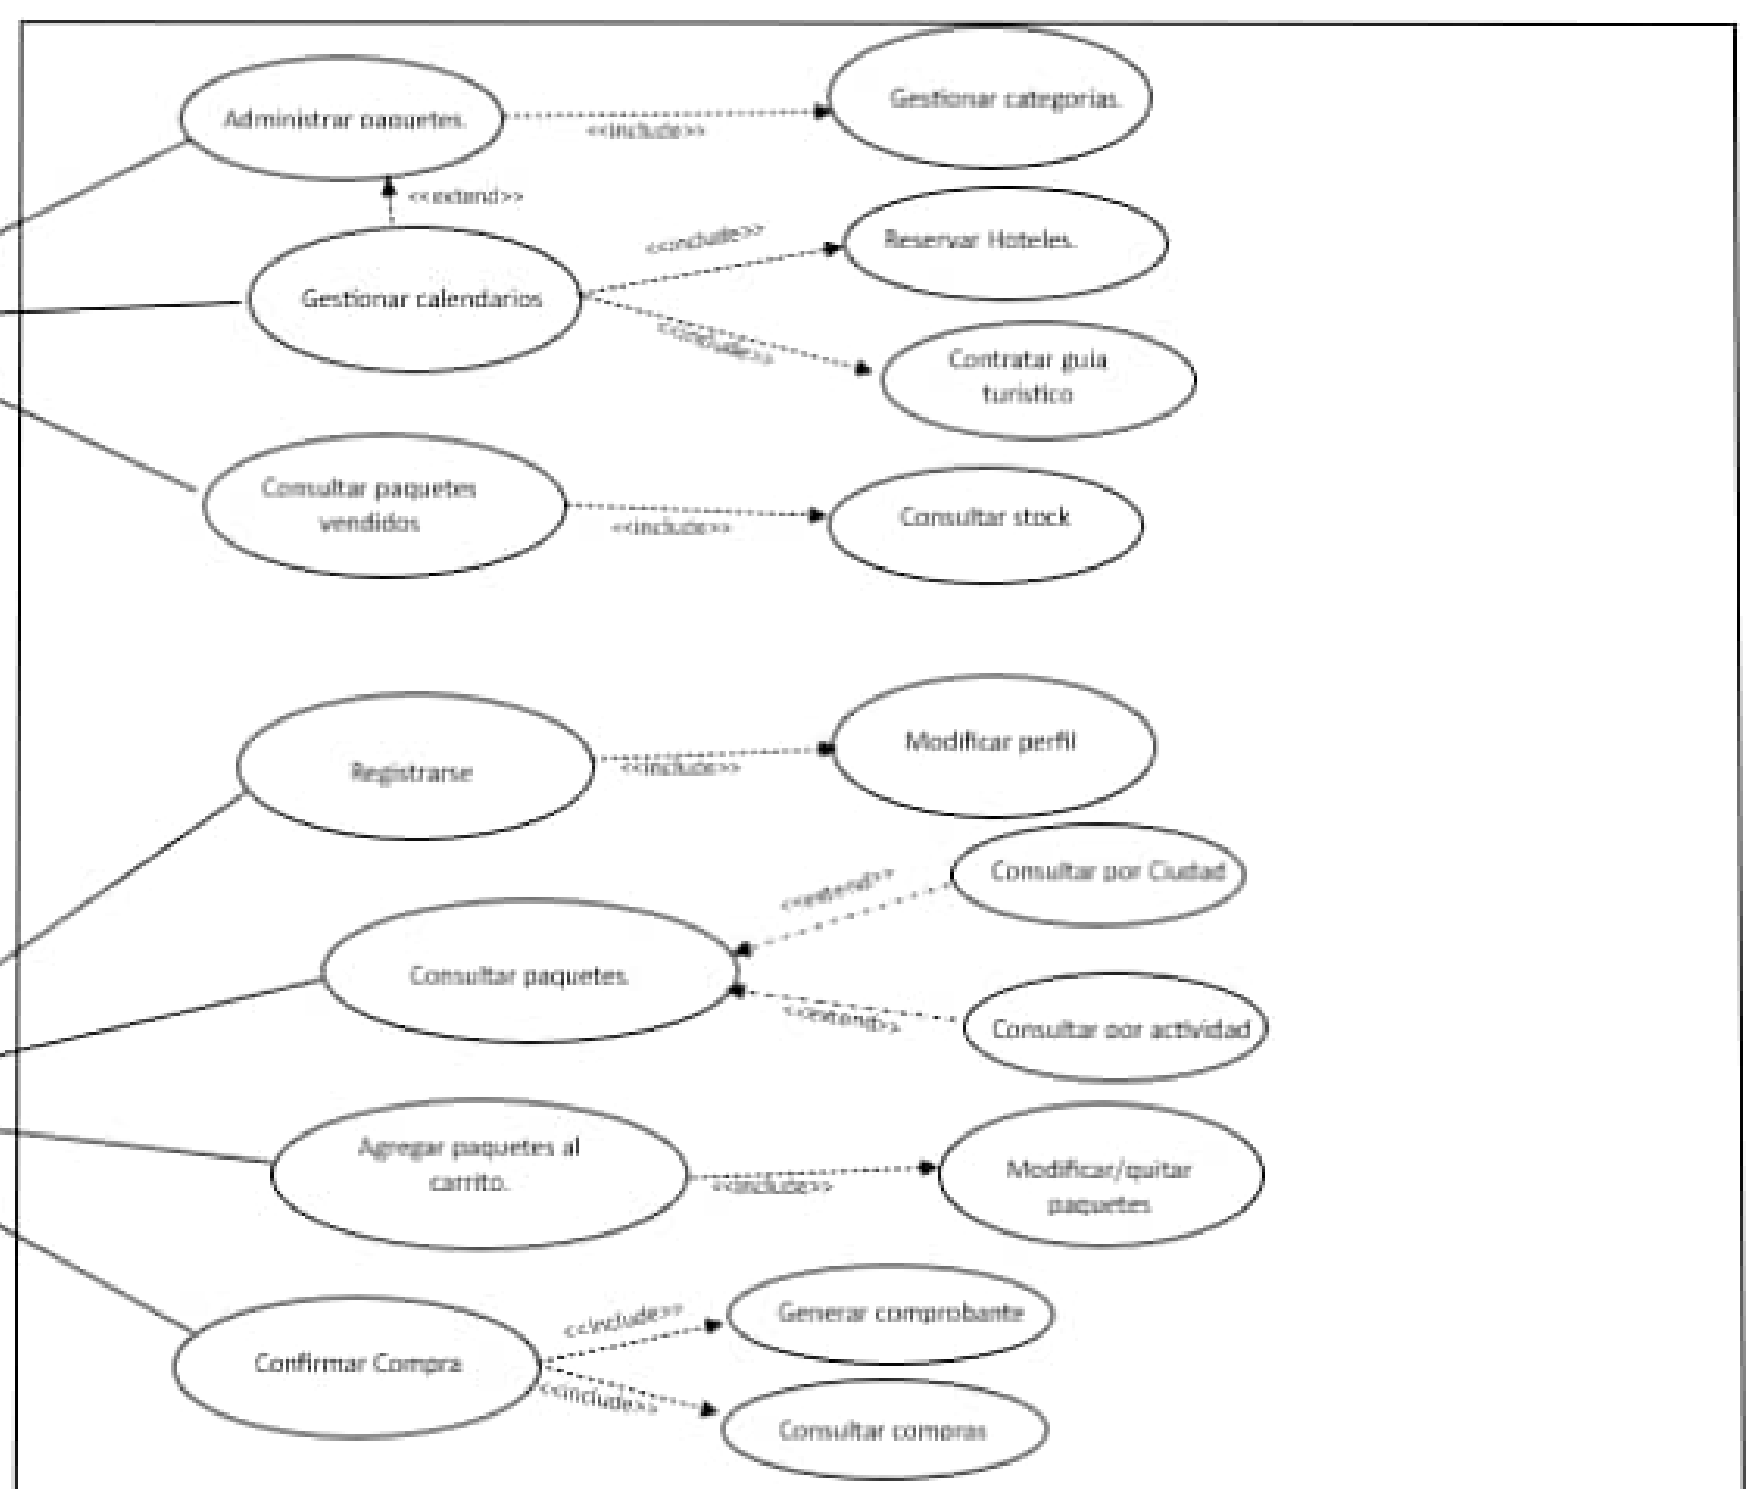 Administrar paquetes.
<<include>>
Gestionar categorias.
<<extend>>
Gestionar calendarios
<<include>>
Reservar Hoteles.
<<include>>
Contratar guia
turistico
Consultar paquetes
vendidos
<<include>>
Consultar stock
Registrarse
<<include>>
Modificar perfil
Consultar paquetes
<<extend>>
Consultar por Ciudad
<<extend>>
Consultar por actividad
Agregar paquetes al
carrito.
<<include>>
Modificar/quitar
paquetes
Confirmar Compra
<<include>>
Generar comprobante
<<include>>
Consultar compras